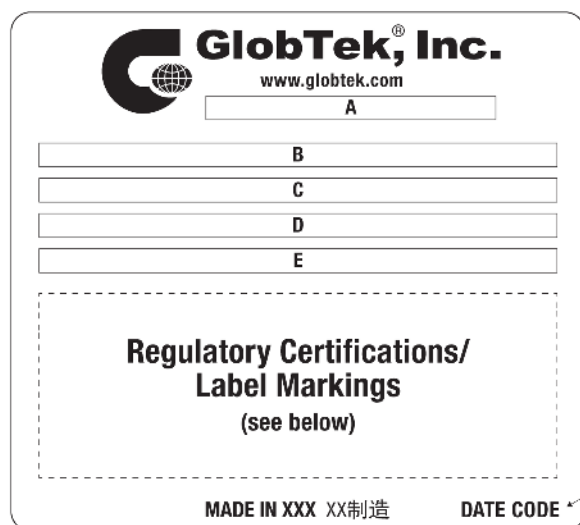 GlobTek,® Inc.
www.globtek.com
A
B
C
D
E
Regulatory Certifications/
Label Markings
(see below)
MADE IN XXX XX制造 DATE CODE